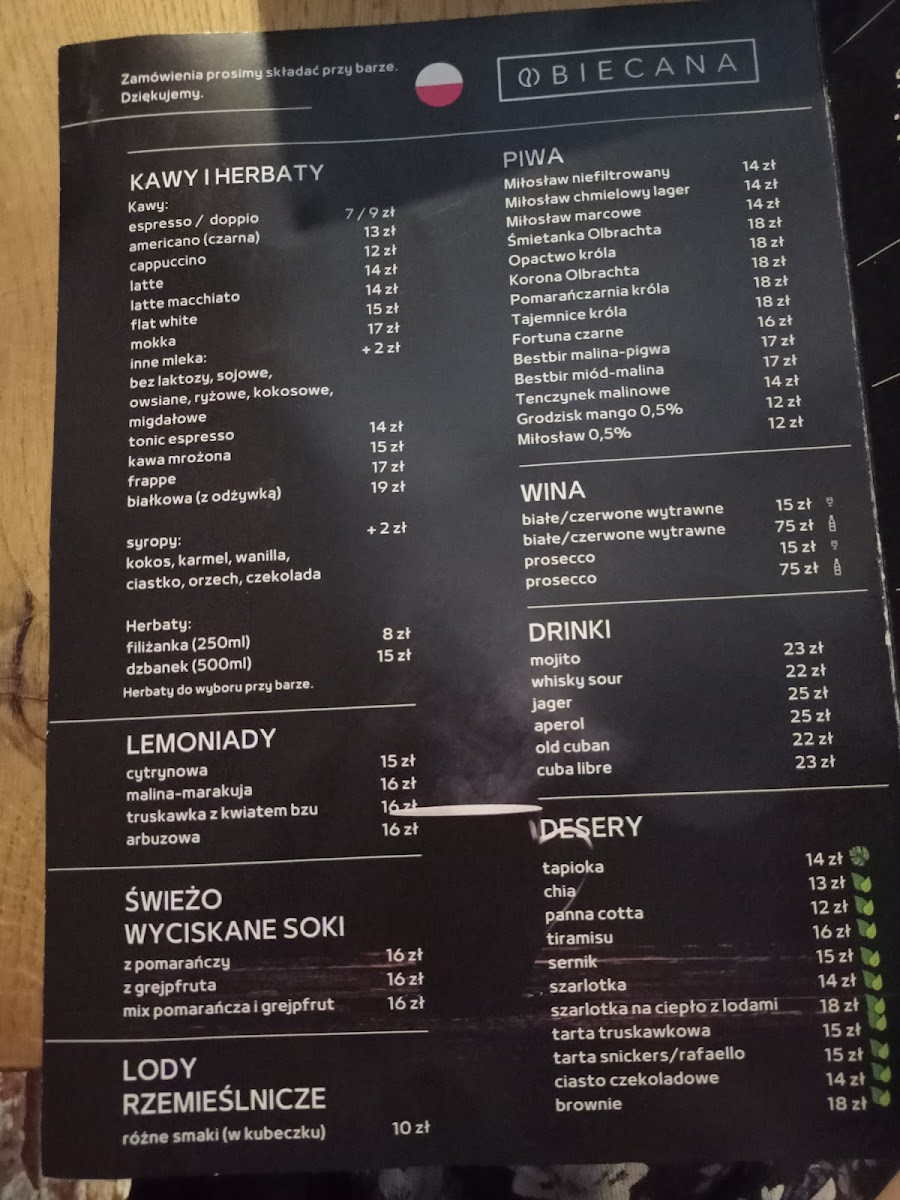 Zamówienia prosimy składać przy barze.
Dziękujemy.
BIECANA
KAWY I HERBATY
Kawy:
espresso / doppio 7 / 9 zł
americano (czarna) 13 zł
cappuccino 12 zł
latte 14 zł
latte macchiato 14 zł
flat white 15 zł
mokka 17 zł
inne mleka: + 2 zł
bez laktozy, sojowe,
owsiane, ryżowe, kokosowe,
migdałowe
tonic espresso 14 zł
kawa mrożona 15 zł
frappe 17 zł
białkowa (z odżywką) 19 zł
syropy: + 2 zł
kokos, karmel, wanilla,
ciastko, orzech, czekolada
Herbaty:
filiżanka (250ml) 8 zł
dzbanek (500ml) 15 zł
Herbaty do wyboru przy barze.
LEMONIADY
cytrynowa 15 zł
malina-marakuja 16 zł
truskawka z kwiatem bzu 16 zł
arbuzowa 16 zł
ŚWIEŻO
WYCISKANE SOKI
z pomarańczy 16 zł
z grejpfruta 16 zł
mix pomarańcza i grejpfrut 16 zł
LODY
RZEMIEŚLNICZE
różne smaki (w kubeczku) 10 zł
PIWA
Miłosław niefiltrowany 14 zł
Miłosław chmielowy lager 14 zł
Miłosław marcowe 14 zł
Śmietanka Olbrachta 18 zł
Opactwo króla 18 zł
Korona Olbrachta 18 zł
Pomarańczarnia króla 18 zł
Tajemnice króla 18 zł
Fortuna czarne 16 zł
Bestbir malina-pigwa 17 zł
Bestbir miód-malina 17 zł
Tenczynek malinowe 14 zł
Grodzisk mango 0,5% 12 zł
Miłosław 0,5% 12 zł
WINA
białe/czerwone wytrawne 15 zł
białe/czerwone wytrawne 75 zł
prosecco 15 zł
prosecco 75 zł
DRINKI
mojito 23 zł
whisky sour 22 zł
jager 25 zł
aperol 25 zł
old cuban 22 zł
cuba libre 23 zł
DESERY
tapioka 14 zł
chia 13 zł
panna cotta 12 zł
tiramisu 16 zł
sernik 15 zł
szarlotka 14 zł
szarlotka na ciepło z lodami 18 zł
tarta truskawkowa 15 zł
tarta snickers/rafaello 15 zł
ciasto czekoladowe 14 zł
brownie 18 zł